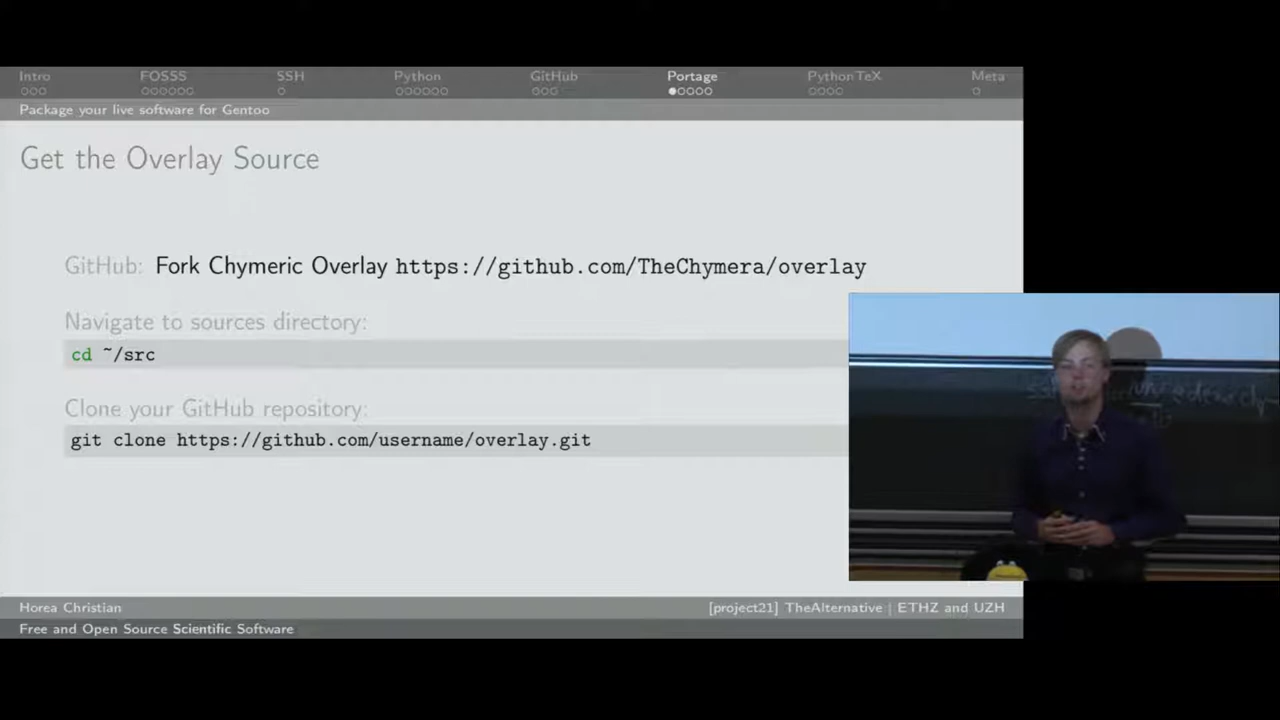 Intro FOSSS SSH Python GitHub Portage PythonTeX Meta
Package your live software for Gentoo
Get the Overlay Source
GitHub: Fork Chymeric Overlay https://github.com/TheChymera/overlay
Navigate to sources directory:
cd ~/src
Clone your GitHub repository:
git clone https://github.com/username/overlay.git
Horea Christian [project21] TheAlternative | ETHZ and UZH
Free and Open Source Scientific Software